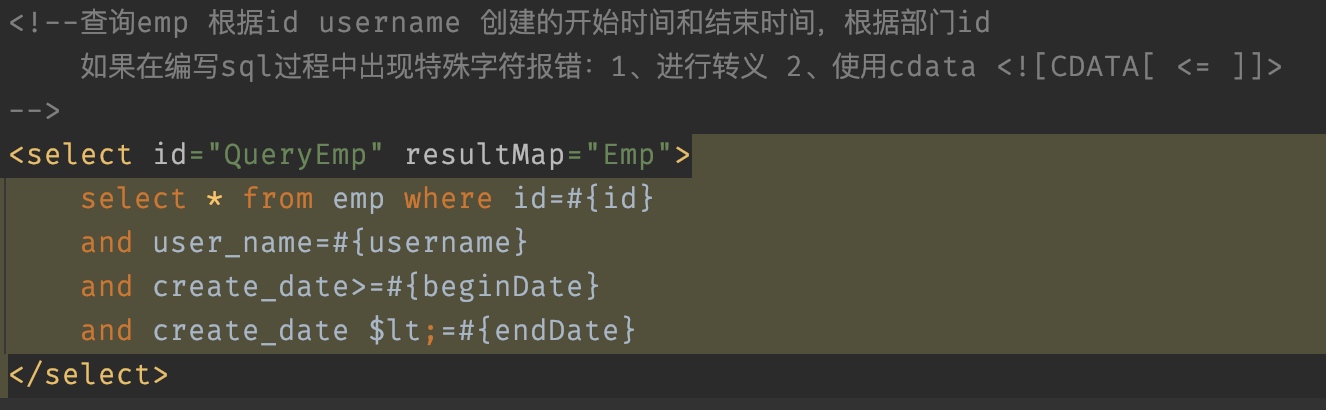 <!--查询emp 根据id username 创建的开始时间和结束时间，根据部门id
如果在编写sql过程中出现特殊字符报错：1、进行转义 2、使用cdata <![CDATA[ <= ]]>
-->
<select id="QueryEmp" resultMap="Emp">
select * from emp where id=#{id}
and user_name=#{username}
and create_date>=#{beginDate}
and create_date $lt;=#{endDate}
</select>